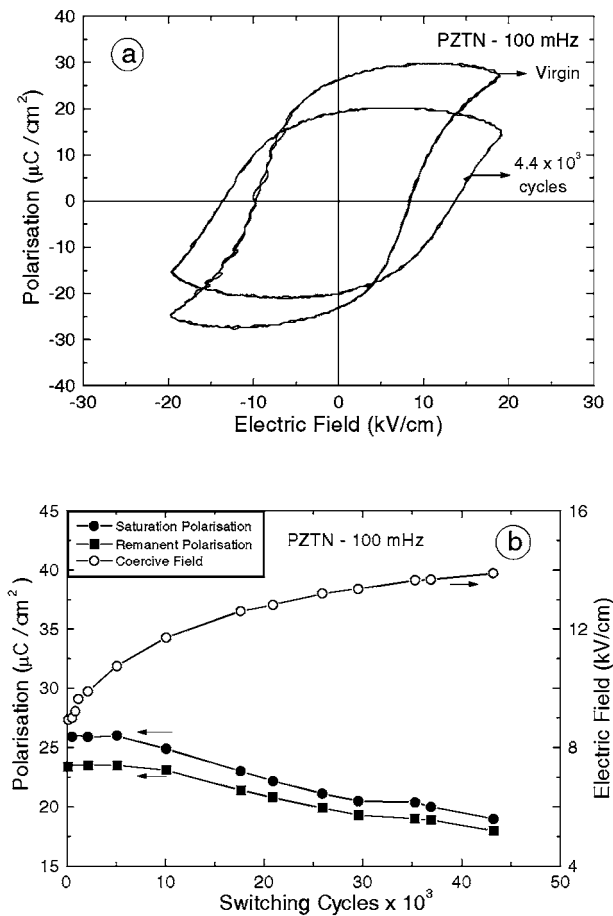 40
30
20
10
0
-10
-20
-30
-40
Polarisation (μC / cm²)
a
PZTN - 100 mHz
Virgin
4.4 x 10³
cycles
-30 -20 -10 0 10 20 30
Electric Field (kV/cm)
45
40
35
30
25
20
15
Polarisation (μC / cm²)
Saturation Polarisation
Remanent Polarisation
Coercive Field
PZTN - 100 mHz
b
16
12
8
4
Electric Field (kV/cm)
0 10 20 30 40 50
Switching Cycles x 10³